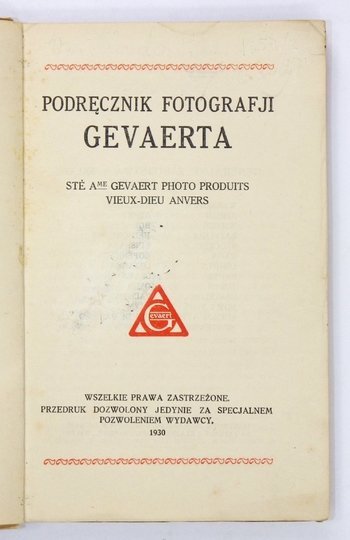 PODRĘCZNIK FOTOGRAFJI
GEVAERTA
STÉ AME GEVAERT PHOTO PRODUITS
VIEUX-DIEU ANVERS
Gevaert
WSZELKIE PRAWA ZASTRZEŻONE.
PRZEDRUK DOZWOLONY JEDYNIE ZA SPECJALNEM
POZWOLENIEM WYDAWCY.
1930